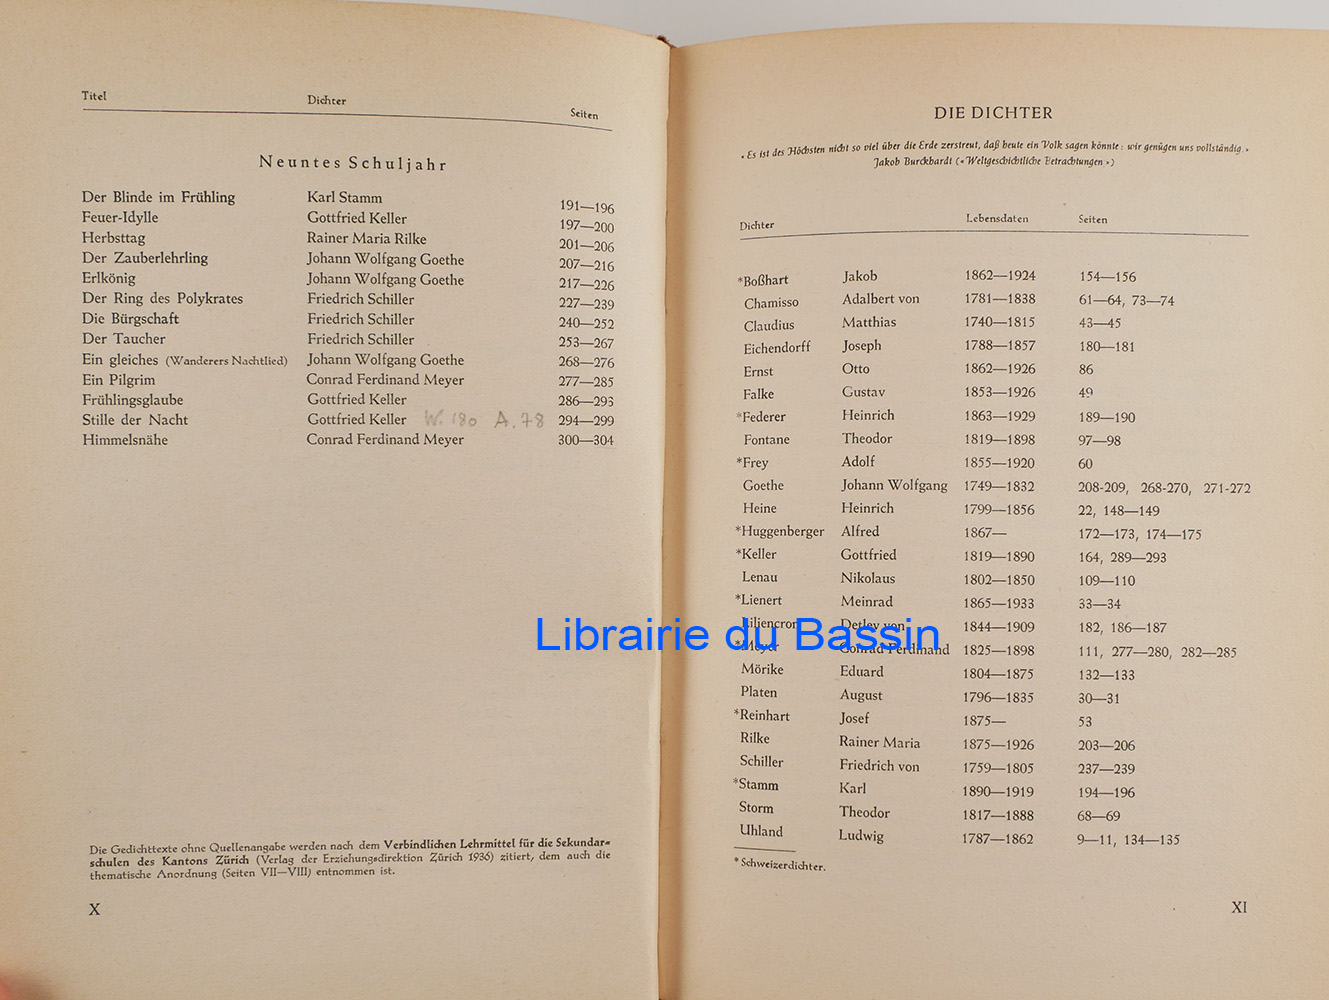 Titel Dichter Seiten
Neuntes Schuljahr
Der Blinde im Frühling Karl Stamm 191—196
Feuer-Idylle Gottfried Keller 197—200
Herbsttag Rainer Maria Rilke 201—206
Der Zauberlehrling Johann Wolfgang Goethe 207—216
Erlkönig Johann Wolfgang Goethe 217—226
Der Ring des Polykrates Friedrich Schiller 227—239
Die Bürgschaft Friedrich Schiller 240—252
Der Taucher Friedrich Schiller 253—267
Ein gleiches (Wanderers Nachtlied) Johann Wolfgang Goethe 268—276
Ein Pilgrim Conrad Ferdinand Meyer 277—285
Frühlingsglaube Gottfried Keller 286—293
Stille der Nacht Gottfried Keller W. 180 A. 78 294—299
Himmelsnähe Conrad Ferdinand Meyer 300—304
Die Gedichttexte ohne Quellenangabe werden nach dem Verbindlichen Lehrmittel für die Sekundar-
schulen des Kantons Zürich (Verlag der Erziehungsdirektion Zürich 1936) zitiert, dem auch die
thematische Anordnung (Seiten VII—VIII) entnommen ist.
X
DIE DICHTER
« Es ist des Höchsten nicht so viel über die Erde zerstreut, daß heute ein Volk sagen könnte: wir genügen uns vollständig. »
Jakob Burckhardt (« Weltgeschichtliche Betrachtungen »)
Dichter Lebensdaten Seiten
*Boßhart Jakob 1862—1924 154—156
Chamisso Adalbert von 1781—1838 61—64, 73—74
Claudius Matthias 1740—1815 43—45
Eichendorff Joseph 1788—1857 180—181
Ernst Otto 1862—1926 86
Falke Gustav 1853—1926 49
*Federer Heinrich 1863—1929 189—190
Fontane Theodor 1819—1898 97—98
*Frey Adolf 1855—1920 60
Goethe Johann Wolfgang 1749—1832 208-209, 268-270, 271-272
Heine Heinrich 1799—1856 22, 148—149
*Huggenberger Alfred 1867— 172—173, 174—175
*Keller Gottfried 1819—1890 164, 289—293
Lenau Nikolaus 1802—1850 109—110
*Lienert Meinrad 1865—1933 33—34
Liliencron Detlev von 1844—1909 182, 186—187
*Meyer Conrad Ferdinand 1825—1898 111, 277—280, 282—285
Mörike Eduard 1804—1875 132—133
Platen August 1796—1835 30—31
*Reinhart Josef 1875— 53
Rilke Rainer Maria 1875—1926 203—206
Schiller Friedrich von 1759—1805 237—239
*Stamm Karl 1890—1919 194—196
Storm Theodor 1817—1888 68—69
Uhland Ludwig 1787—1862 9—11, 134—135
* Schweizerdichter.
XI
Librairie du Bassin